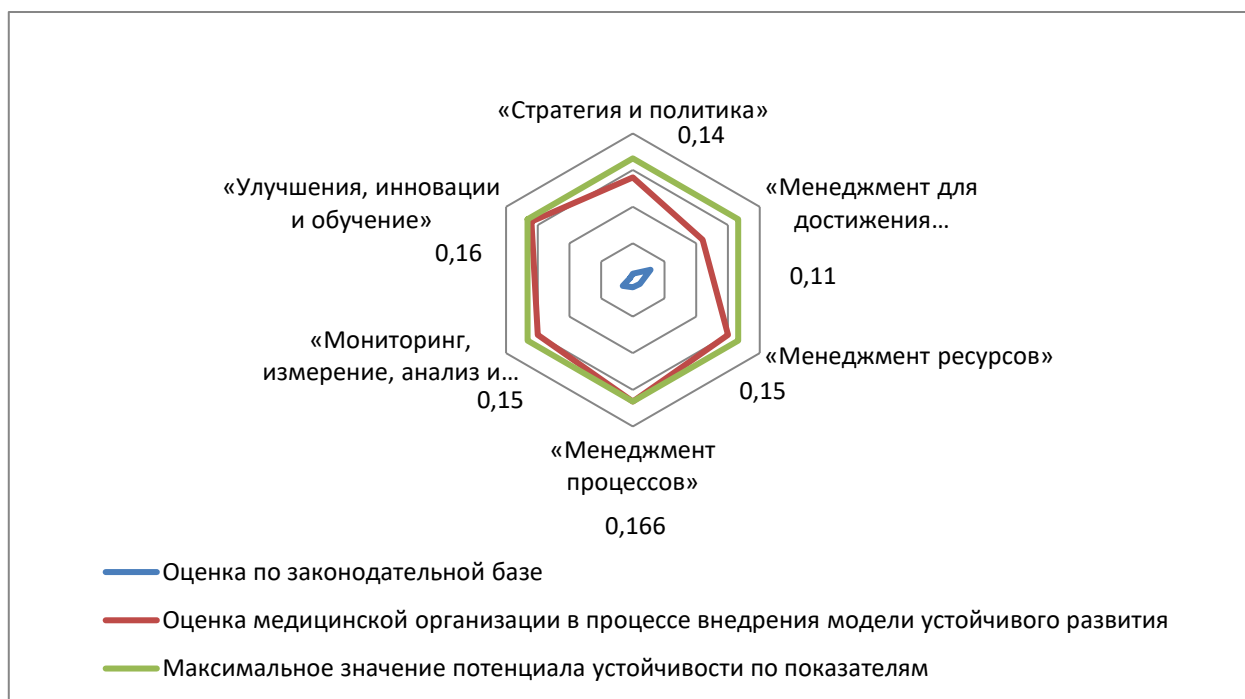 «Стратегия и политика»
0,14
«Улучшения, инновации
и обучение»
0,16
«Менеджмент для
достижения...
0,11
«Мониторинг,
измерение, анализ и...
0,15
«Менеджмент ресурсов»
0,15
«Менеджмент
процессов»
0,166
Оценка по законодательной базе
Оценка медицинской организации в процессе внедрения модели устойчивого развития
Максимальное значение потенциала устойчивости по показателям